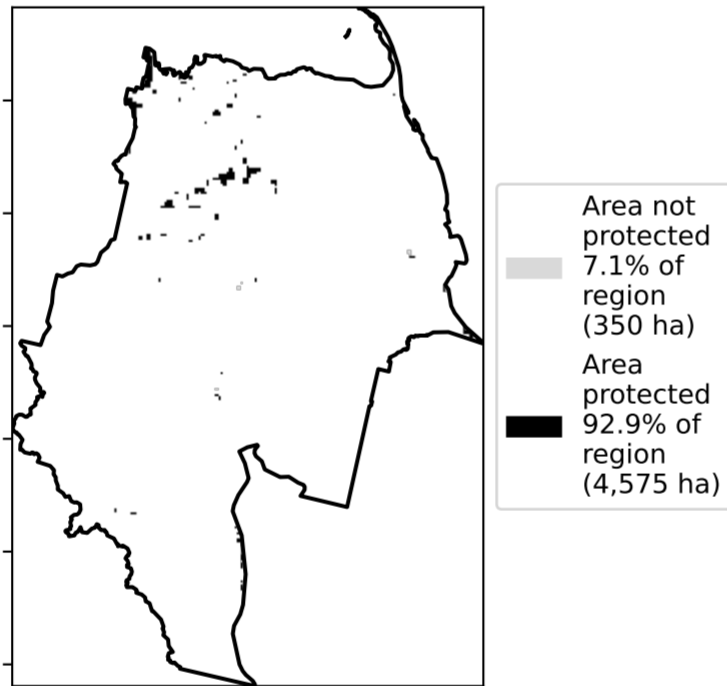 Area not
protected
7.1% of
region
(350 ha)
Area
protected
92.9% of
region
(4,575 ha)